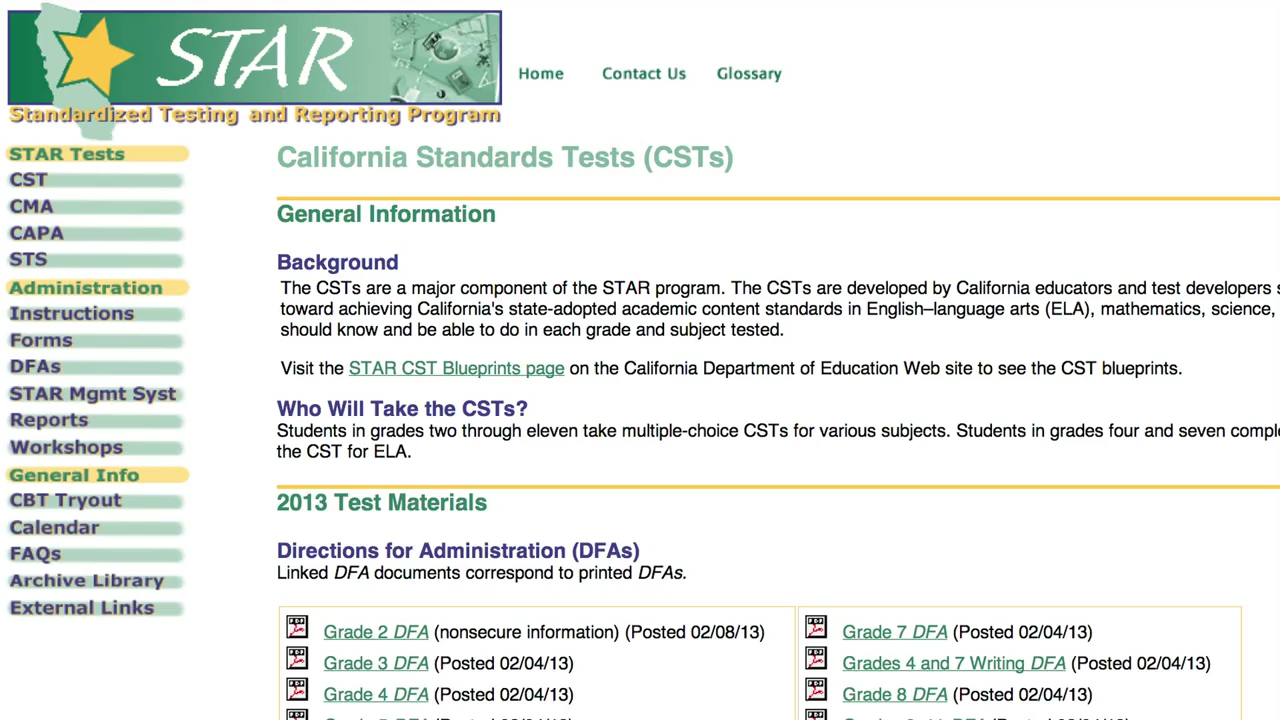 STAR
Standardized Testing and Reporting Program
Home Contact Us Glossary
STAR Tests
CST
CMA
CAPA
STS
Administration
Instructions
Forms
DFAs
STAR Mgmt Syst
Reports
Workshops
General Info
CBT Tryout
Calendar
FAQs
Archive Library
External Links
California Standards Tests (CSTs)
General Information
Background
The CSTs are a major component of the STAR program. The CSTs are developed by California educators and test developers
toward achieving California's state-adopted academic content standards in English–language arts (ELA), mathematics, science,
should know and be able to do in each grade and subject tested.
Visit the STAR CST Blueprints page on the California Department of Education Web site to see the CST blueprints.
Who Will Take the CSTs?
Students in grades two through eleven take multiple-choice CSTs for various subjects. Students in grades four and seven
the CST for ELA.
2013 Test Materials
Directions for Administration (DFAs)
Linked DFA documents correspond to printed DFAs.
Grade 2 DFA (nonsecure information) (Posted 02/08/13)
Grade 3 DFA (Posted 02/04/13)
Grade 4 DFA (Posted 02/04/13)
Grade 7 DFA (Posted 02/04/13)
Grades 4 and 7 Writing DFA (Posted 02/04/13)
Grade 8 DFA (Posted 02/04/13)